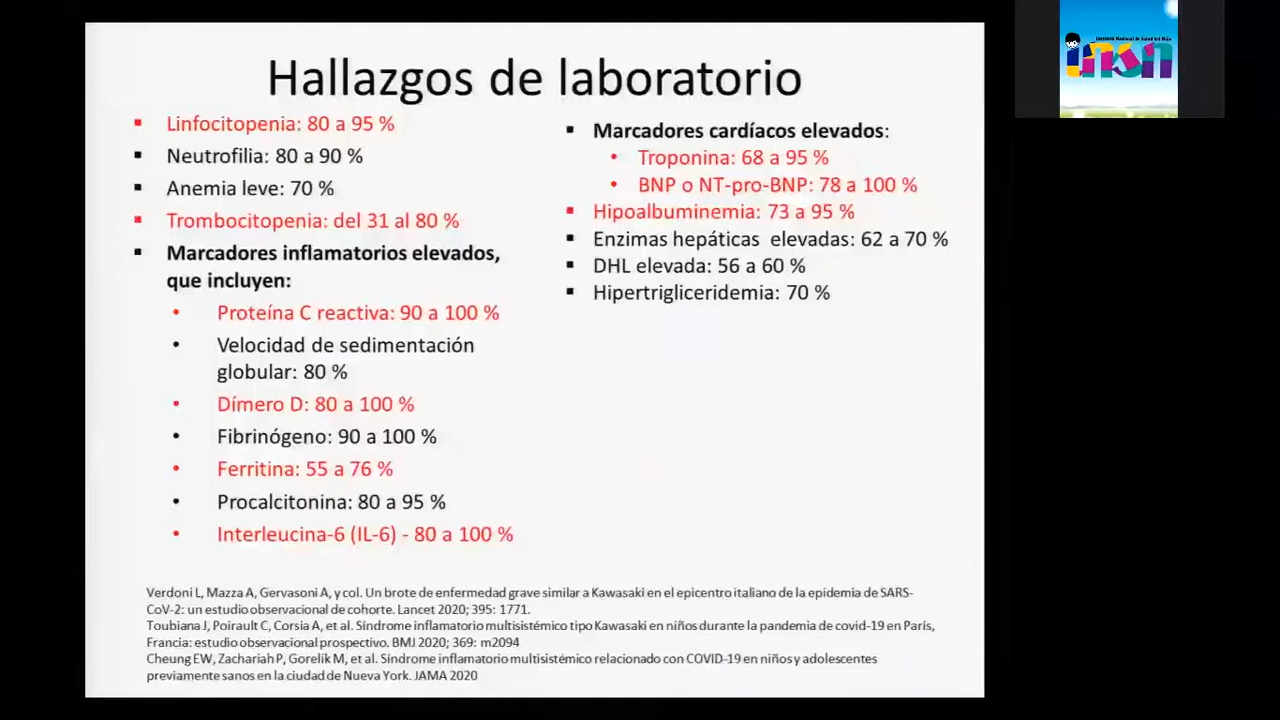 Hallazgos de laboratorio
Linfocitopenia: 80 a 95 %
Neutrofilia: 80 a 90 %
Anemia leve: 70 %
Trombocitopenia: del 31 al 80 %
Marcadores inflamatorios elevados,
que incluyen:
Proteína C reactiva: 90 a 100 %
Velocidad de sedimentación
globular: 80 %
Dímero D: 80 a 100 %
Fibrinógeno: 90 a 100 %
Ferritina: 55 a 76 %
Procalcitonina: 80 a 95 %
Interleucina-6 (IL-6) - 80 a 100 %
Marcadores cardíacos elevados:
Troponina: 68 a 95 %
BNP o NT-pro-BNP: 78 a 100 %
Hipoalbuminemia: 73 a 95 %
Enzimas hepáticas elevadas: 62 a 70 %
DHL elevada: 56 a 60 %
Hipertrigliceridemia: 70 %
Verdoni L, Mazza A, Gervasoni A, y col. Un brote de enfermedad grave similar a Kawasaki en el epicentro italiano de la epidemia de SARS-
CoV-2: un estudio observacional de cohorte. Lancet 2020; 395: 1771.
Toubiana J, Poirault C, Corsia A, et al. Síndrome inflamatorio multisistémico tipo Kawasaki en niños durante la pandemia de covid-19 en París,
Francia: estudio observacional prospectivo. BMJ 2020; 369: m2094
Cheung EW, Zachariah P, Gorelik M, et al. Síndrome inflamatorio multisistémico relacionado con COVID-19 en niños y adolescentes
previamente sanos en la ciudad de Nueva York. JAMA 2020
Instituto Nacional de Salud del Niño
insn